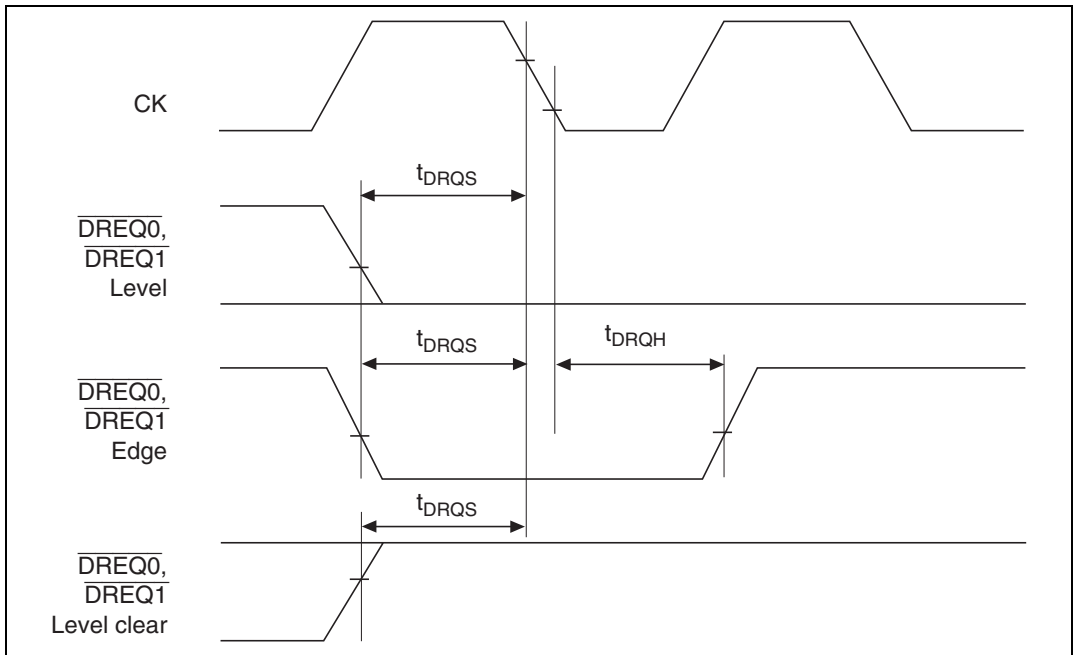 CK
tDRQS
DREQ0,
DREQ1
Level
tDRQS
tDRQH
DREQ0,
DREQ1
Edge
tDRQS
DREQ0,
DREQ1
Level clear